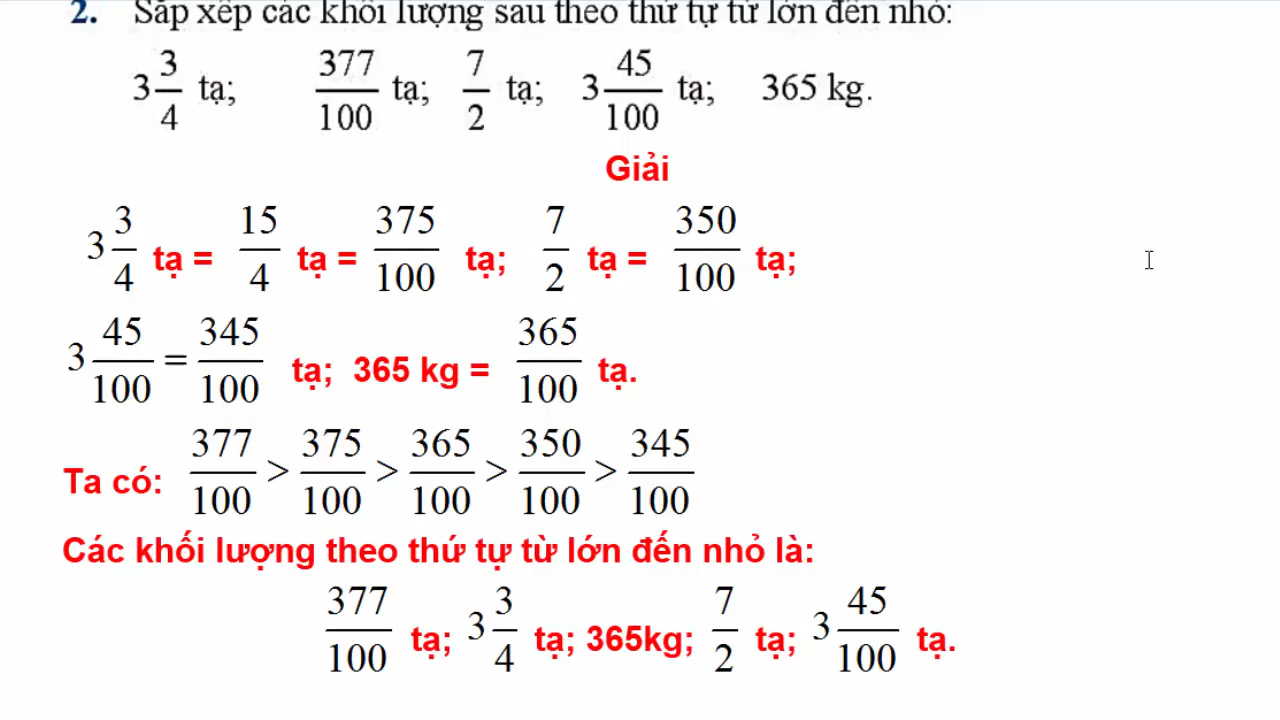 2. Sắp xếp các khối lượng sau theo thứ tự từ lớn đến nhỏ:
3 3/4 tạ; 377/100 tạ; 7/2 tạ; 3 45/100 tạ; 365 kg.
Giải
3 3/4 tạ = 15/4 tạ = 375/100 tạ; 7/2 tạ = 350/100 tạ;
3 45/100 = 345/100 tạ; 365 kg = 365/100 tạ.
Ta có: 377/100 > 375/100 > 365/100 > 350/100 > 345/100
Các khối lượng theo thứ tự từ lớn đến nhỏ là:
377/100 tạ; 3 3/4 tạ; 365kg; 7/2 tạ; 3 45/100 tạ.